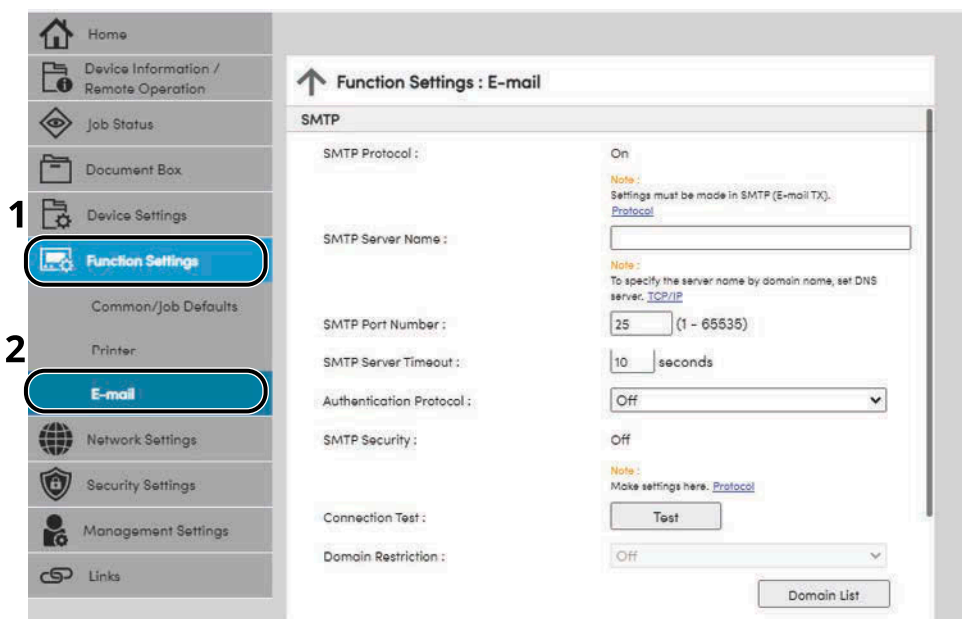 Home
Device Information /
Remote Operation
Job Status
Document Box
1
Device Settings
Function Settings
Common/Job Defaults
2
Printer
E-mail
Network Settings
Security Settings
Management Settings
Links
Function Settings : E-mail
SMTP
SMTP Protocol : On
Note :
Settings must be made in SMTP (E-mail TX).
Protocol
SMTP Server Name :
Note :
To specify the server name by domain name, set DNS
server. TCP/IP
SMTP Port Number : 25 (1 - 65535)
SMTP Server Timeout : 10 seconds
Authentication Protocol : Off
SMTP Security : Off
Note :
Make settings here. Protocol
Connection Test : Test
Domain Restriction : Off
Domain List